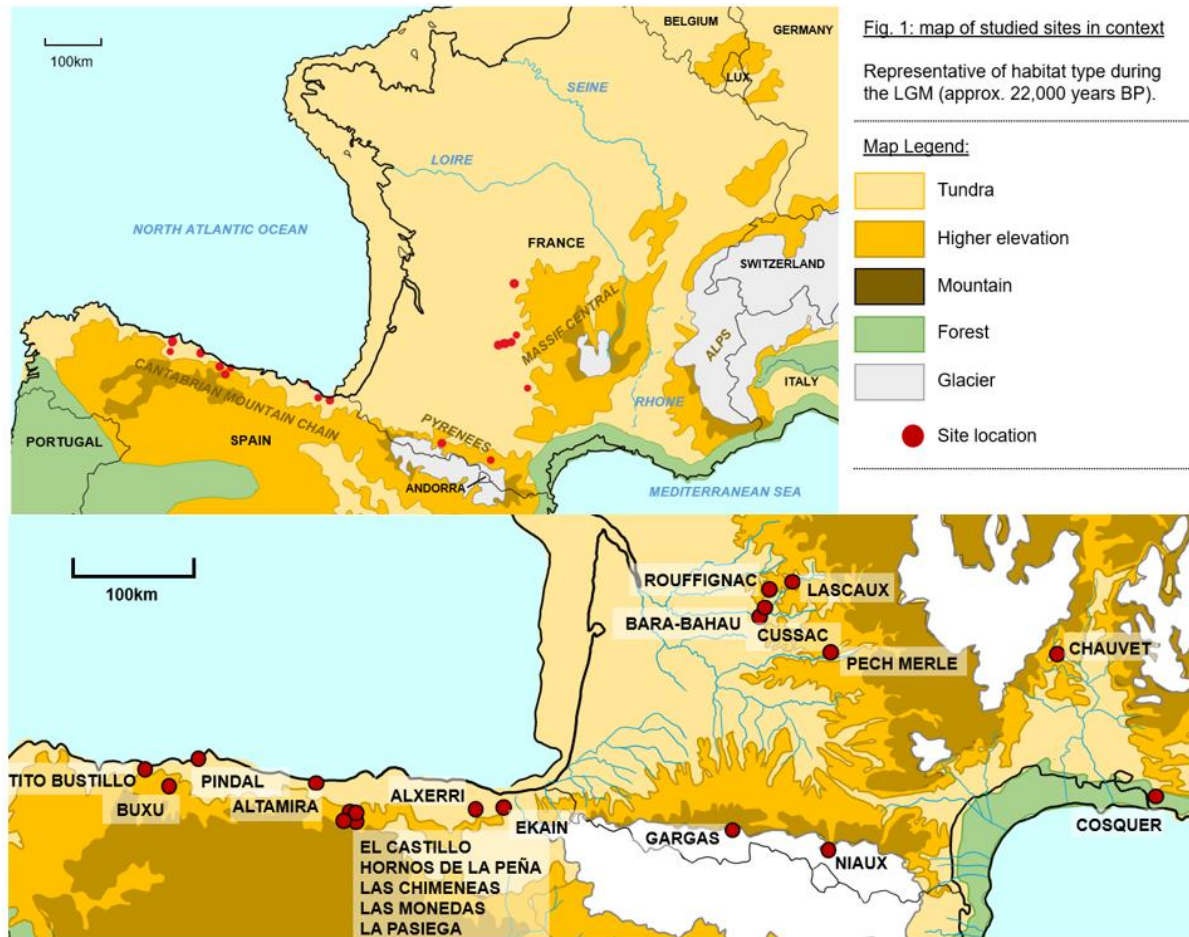 100km
BELGIUM
GERMANY
LUX
SEINE
LOIRE
NORTH ATLANTIC OCEAN
FRANCE
SWITZERLAND
MASSIF CENTRAL
ALPS
ITALY
CANTABRIAN MOUNTAIN CHAIN
RHONE
PORTUGAL
SPAIN
PYRENEES
ANDORRA
MEDITERRANEAN SEA
Fig. 1: map of studied sites in context
Representative of habitat type during
the LGM (approx. 22,000 years BP).
Map Legend:
Tundra
Higher elevation
Mountain
Forest
Glacier
Site location
100km
ROUFFIGNAC
LASCAUX
BARA-BAHAU
CUSSAC
PECH MERLE
CHAUVET
TITO BUSTILLO
PINDAL
BUXU
ALTAMIRA
ALXERRI
EKAIN
GARGAS
NIAUX
COSQUER
EL CASTILLO
HORNOS DE LA PEÑA
LAS CHIMENEAS
LAS MONEDAS
LA PASIEGA